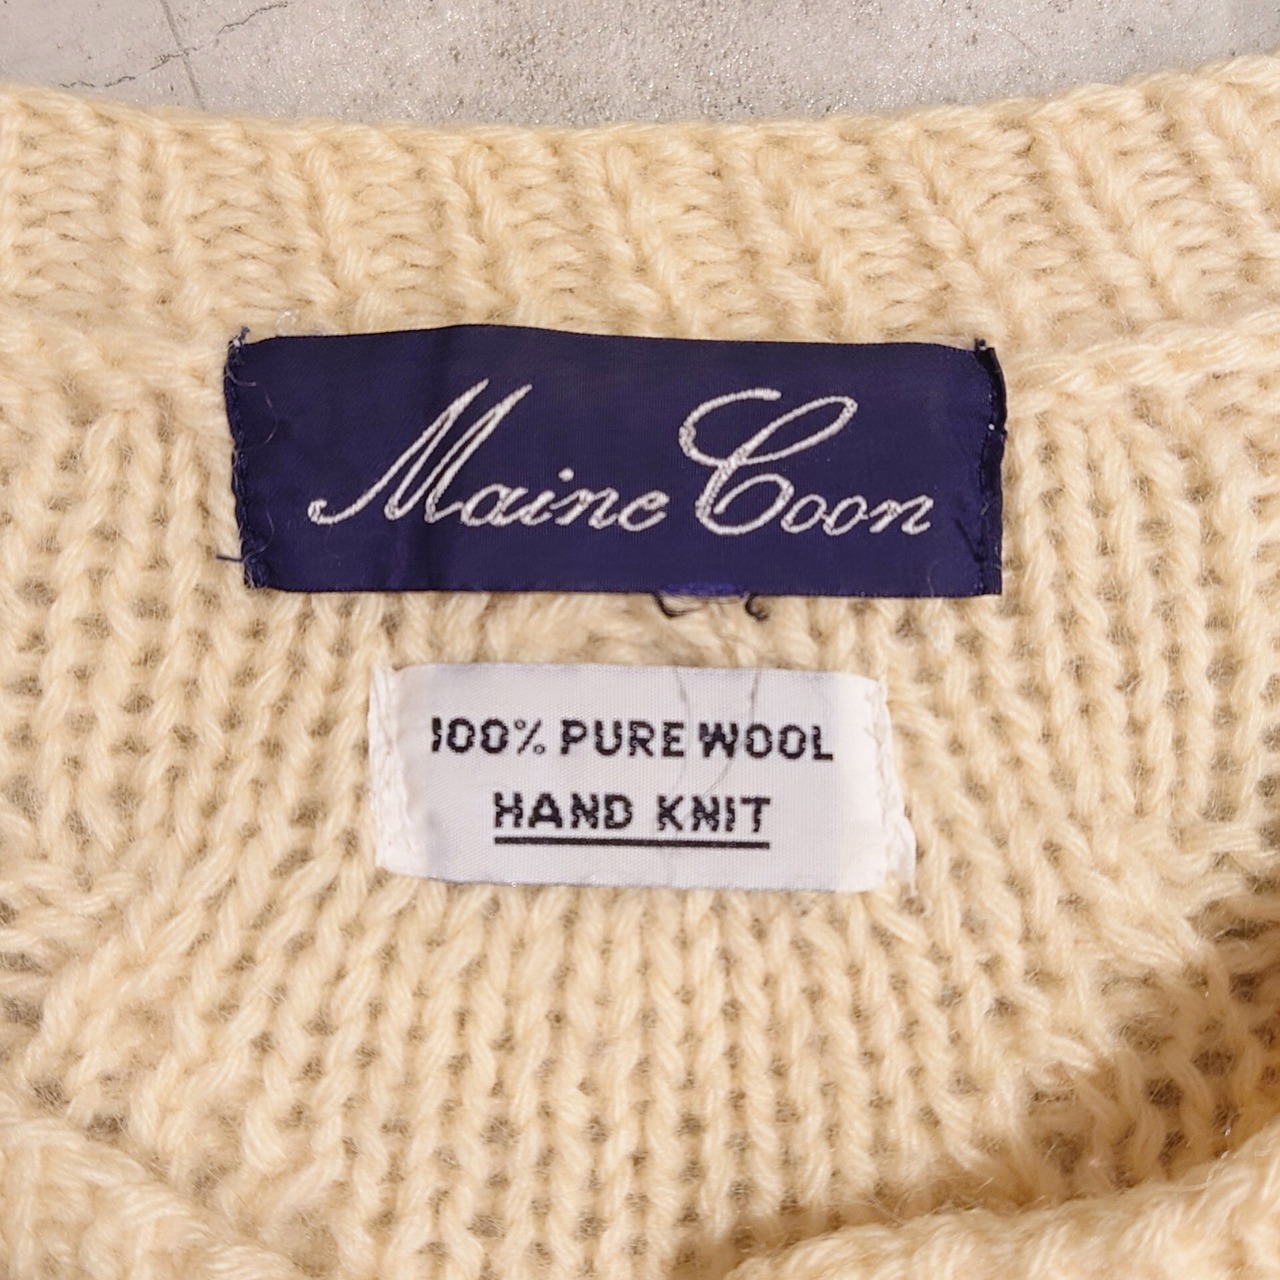 Maine Coon
100% PURE WOOL
HAND KNIT